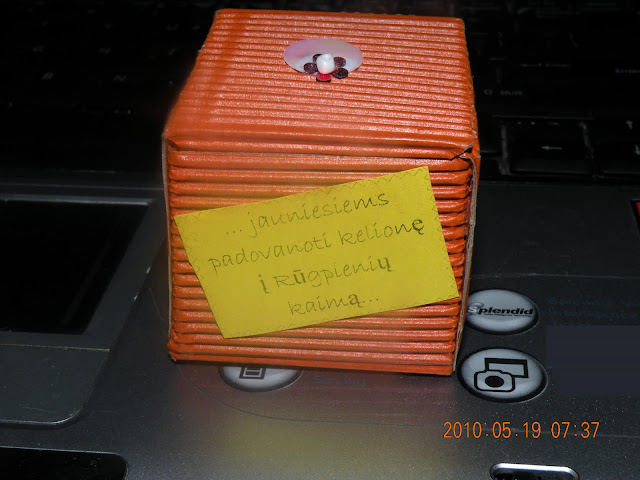 ...jauniesiems
padovanoti kelionę
į Rūgpienių
kaimą...
Splendid
2010.05.19 07:37